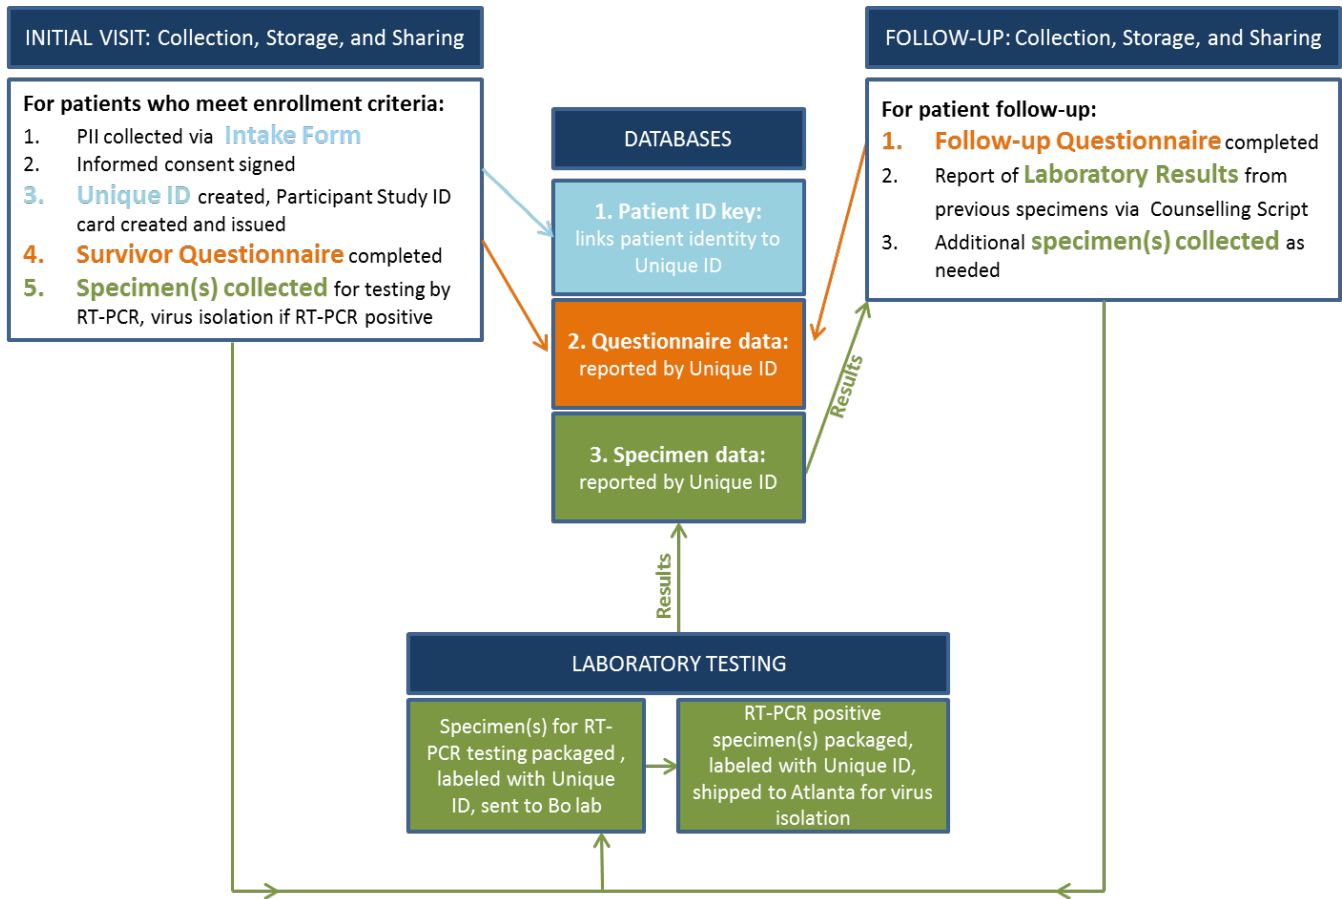 INITIAL VISIT: Collection, Storage, and Sharing
For patients who meet enrollment criteria:
1. PII collected via Intake Form
2. Informed consent signed
3. Unique ID created, Participant Study ID
card created and issued
4. Survivor Questionnaire completed
5. Specimen(s) collected for testing by
RT-PCR, virus isolation if RT-PCR positive
DATABASES
1. Patient ID key:
links patient identity to
Unique ID
2. Questionnaire data:
reported by Unique ID
3. Specimen data:
reported by Unique ID
FOLLOW-UP: Collection, Storage, and Sharing
For patient follow-up:
1. Follow-up Questionnaire completed
2. Report of Laboratory Results from
previous specimens via Counselling Script
3. Additional specimen(s) collected as
needed
Results
Results
LABORATORY TESTING
Specimen(s) for RT-
PCR testing packaged ,
labeled with Unique
ID, sent to Bo lab
RT-PCR positive
specimen(s) packaged,
labeled with Unique ID,
shipped to Atlanta for virus
isolation